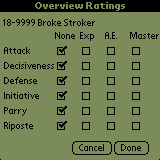 Overview Ratings
18-9999 Broke Stroker
None Exp A.E. Master
Attack
Decisiveness
Defense
Initiative
Parry
Riposte
Cancel Done